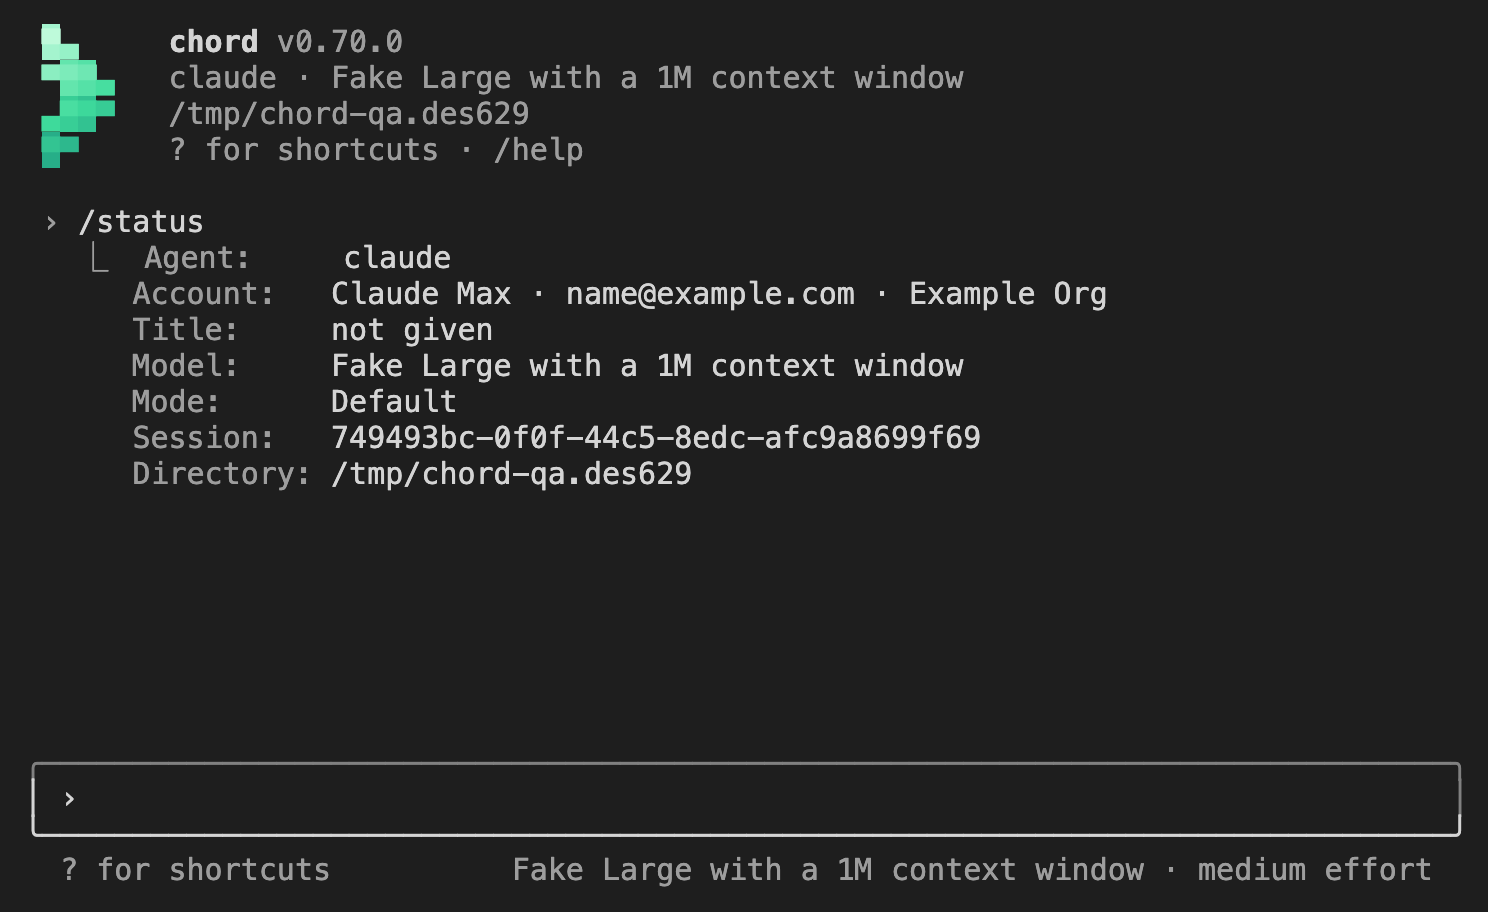 chord v0.70.0
claude · Fake Large with a 1M context window
/tmp/chord-qa.des629
? for shortcuts · /help
› /status
Agent: claude
Account: Claude Max · name@example.com · Example Org
Title: not given
Model: Fake Large with a 1M context window
Mode: Default
Session: 749493bc-0f0f-44c5-8edc-afc9a8699f69
Directory: /tmp/chord-qa.des629
›
? for shortcuts Fake Large with a 1M context window · medium effort